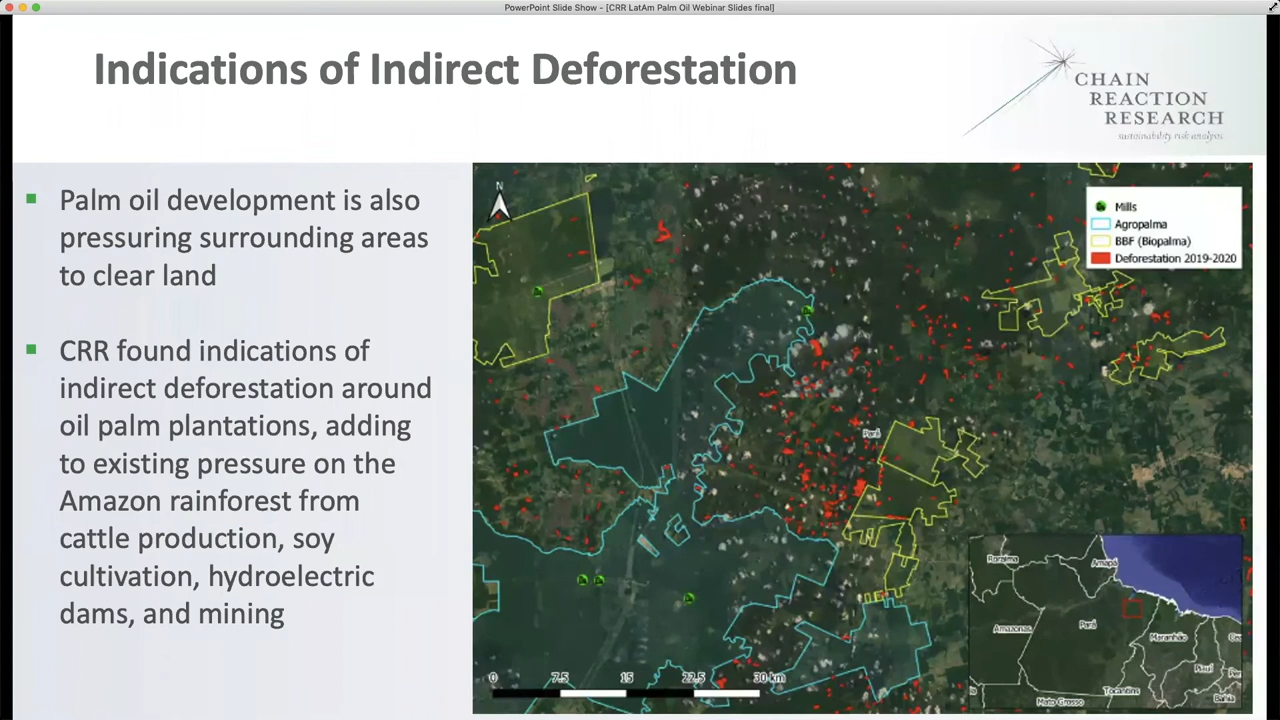 PowerPoint Slide Show - [CRR LatAm Palm Oil Webinar Slides final]
Indications of Indirect Deforestation
CHAIN
REACTION
RESEARCH
sustainability risk analysis
Palm oil development is also
pressuring surrounding areas
to clear land
CRR found indications of
indirect deforestation around
oil palm plantations, adding
to existing pressure on the
Amazon rainforest from
cattle production, soy
cultivation, hydroelectric
dams, and mining
N
Mills
Agropalma
BBF (Biopalma)
Deforestation 2019-2020
Pará
0 7.5 15 22.5 30 km
Roraima
Amapá
Amazonas
Pará
Maranhão
Ce
Piauí
Pe
Tocantins
Bahia
Mato Grosso